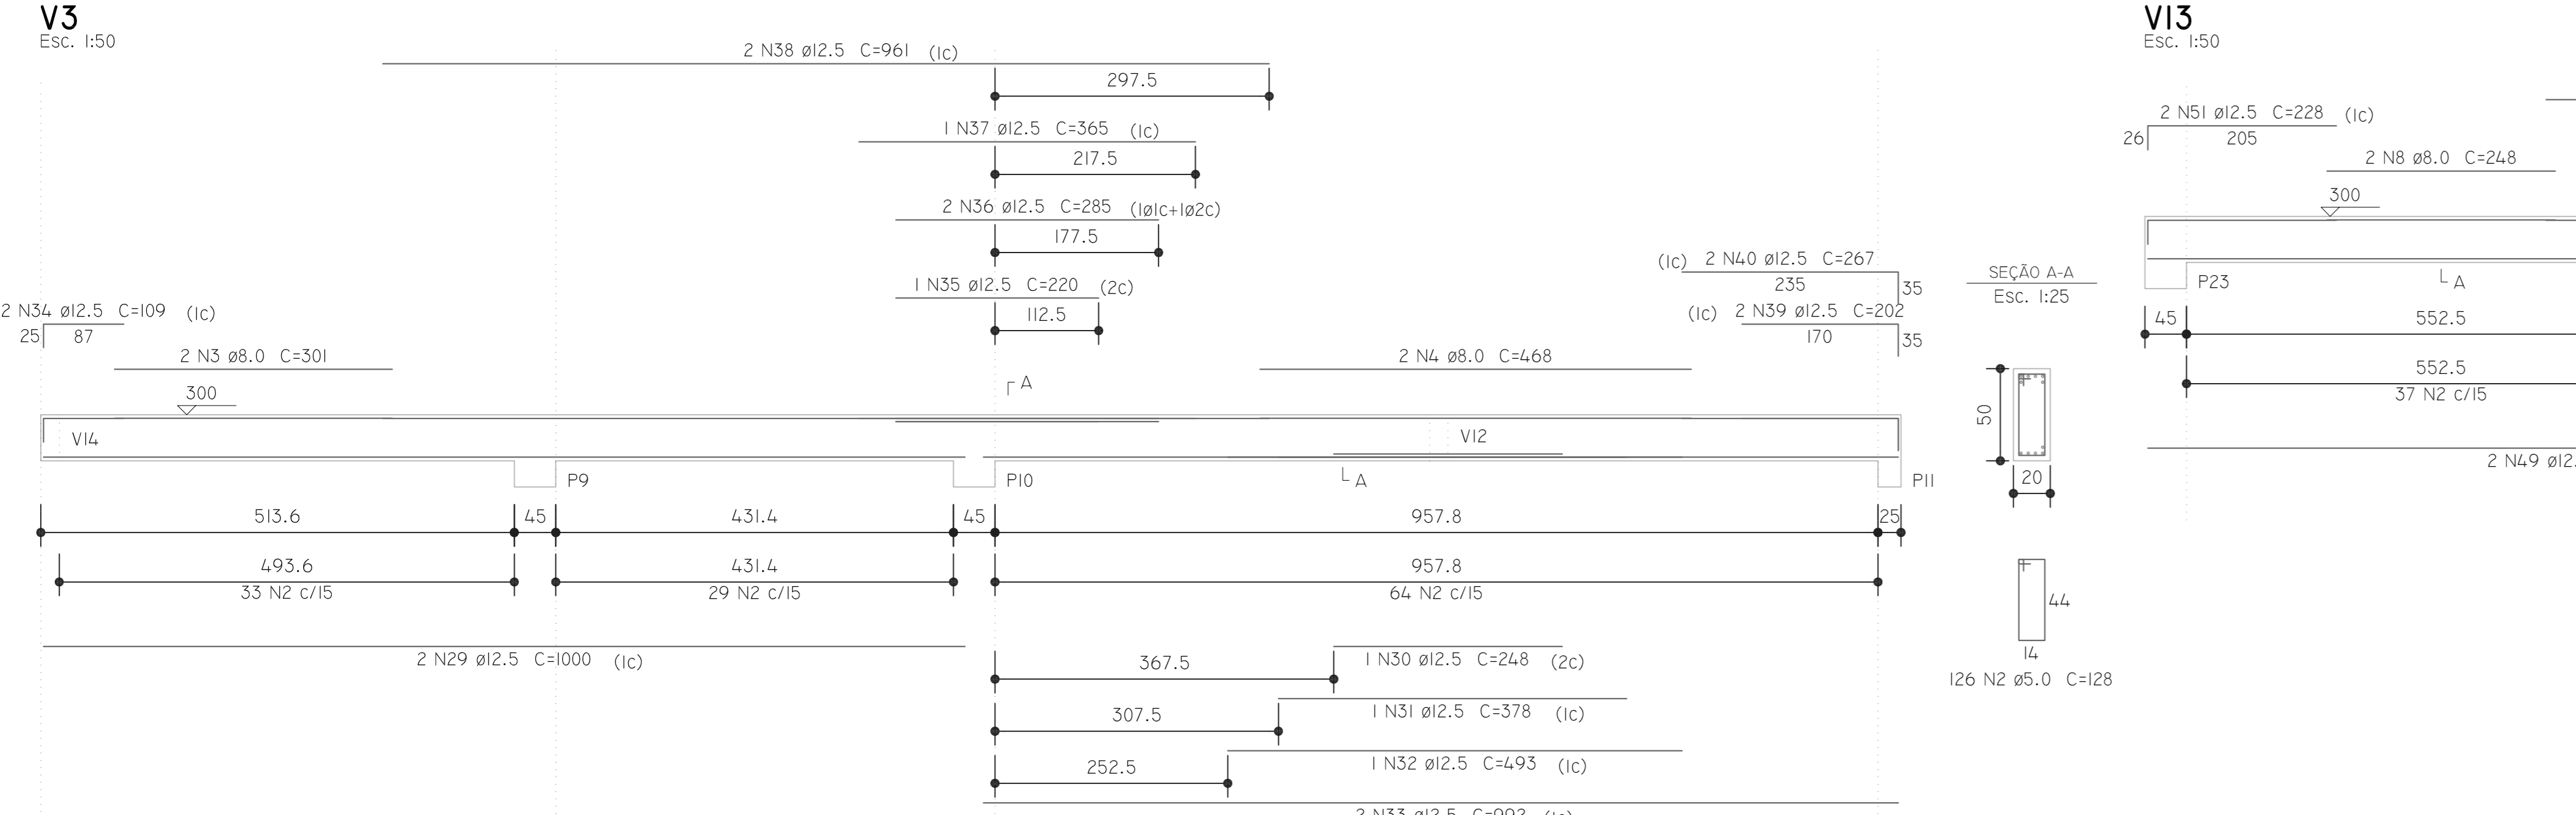 V3
Esc. 1:50
2 N38 ø12.5 C=961 (1c)
297.5
1 N37 ø12.5 C=365 (1c)
217.5
2 N36 ø12.5 C=285 (1ø1c+1ø2c)
177.5
1 N35 ø12.5 C=220 (2c)
112.5
(1c) 2 N40 ø12.5 C=267
235
35
(1c) 2 N39 ø12.5 C=202
170
35
2 N34 ø12.5 C=109 (1c)
25 87
2 N3 ø8.0 C=301
2 N4 ø8.0 C=468
300
A
V14
V12
P9
P10
A
P11
513.6 45 431.4 45 957.8 25
493.6 431.4 957.8
33 N2 c/15 29 N2 c/15 64 N2 c/15
2 N29 ø12.5 C=1000 (1c)
367.5
1 N30 ø12.5 C=248 (2c)
307.5
1 N31 ø12.5 C=378 (1c)
252.5
1 N32 ø12.5 C=493 (1c)
2 N33 ø12.5 C=992 (1c)
SEÇÃO A-A
Esc. 1:25
50
20
44
14
126 N2 ø5.0 C=128
V13
Esc. 1:50
2 N51 ø12.5 C=228 (1c)
26 205
2 N8 ø8.0 C=248
300
P23
A
45 552.5
552.5
37 N2 c/15
2 N49 ø12.